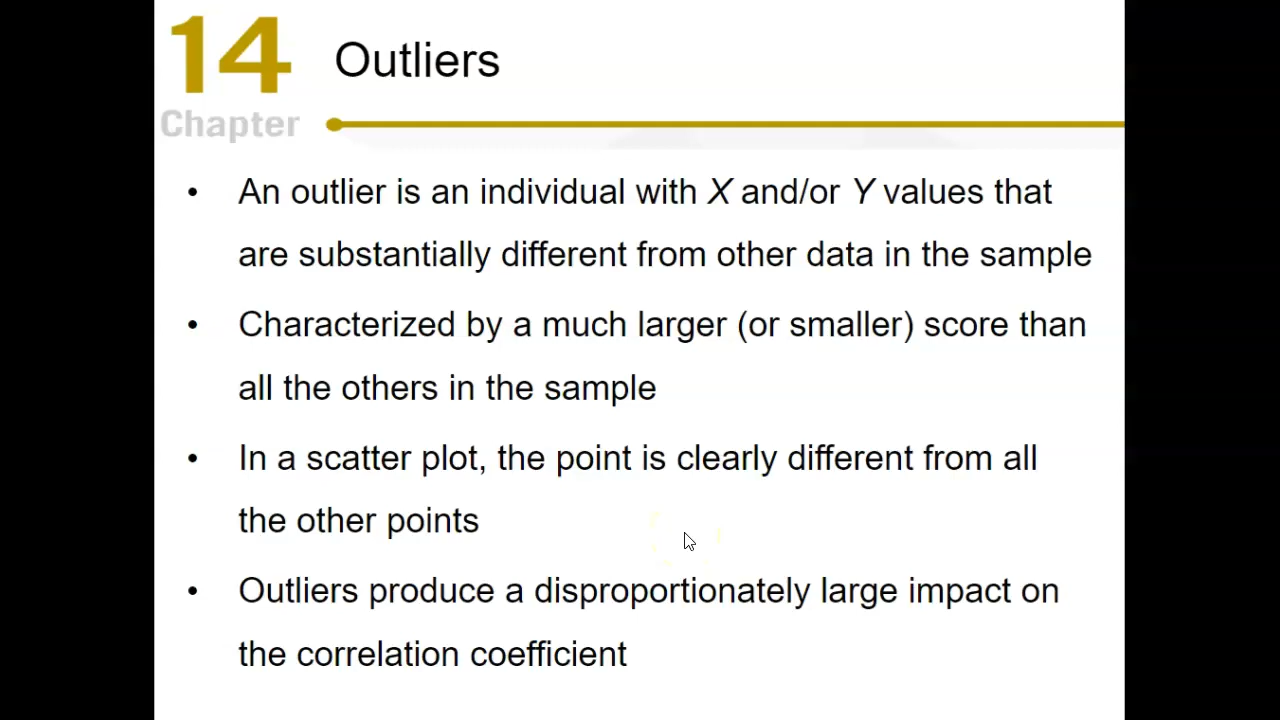 14
Chapter
Outliers
• An outlier is an individual with X and/or Y values that
are substantially different from other data in the sample
• Characterized by a much larger (or smaller) score than
all the others in the sample
• In a scatter plot, the point is clearly different from all
the other points
• Outliers produce a disproportionately large impact on
the correlation coefficient